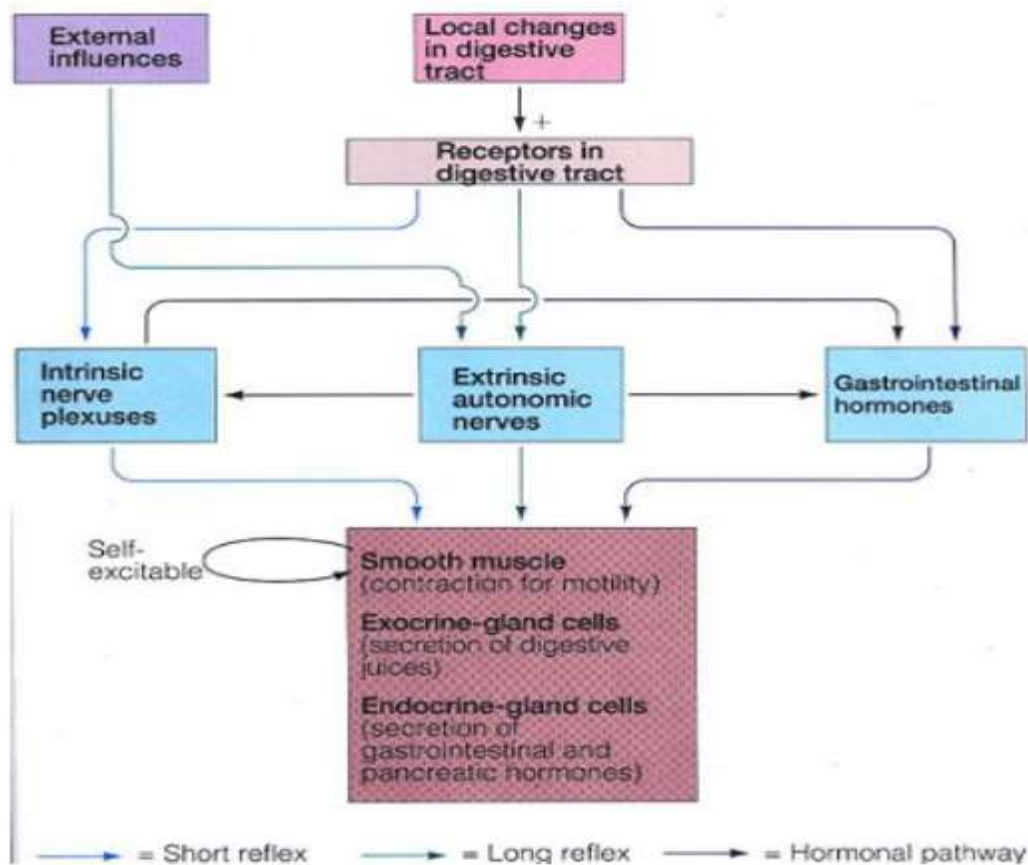 External
influences
Local changes
in digestive
tract
+
Receptors in
digestive tract
Intrinsic
nerve
plexuses
Extrinsic
autonomic
nerves
Gastrointestinal
hormones
Self-
excitable
Smooth muscle
(contraction for motility)
Exocrine-gland cells
(secretion of digestive
juices)
Endocrine-gland cells
(secretion of
gastrointestinal and
pancreatic hormones)
= Short reflex
= Long reflex
= Hormonal pathway